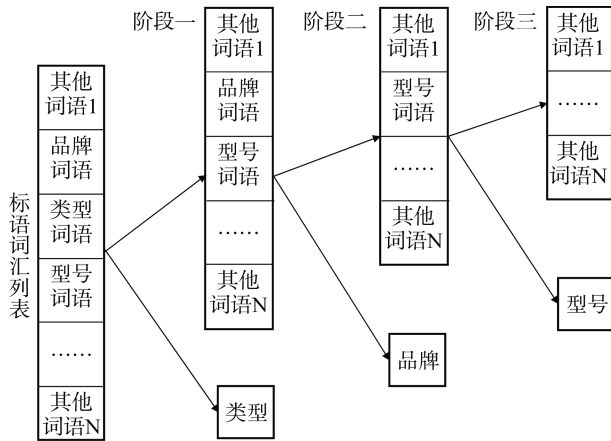 标语词汇列表
其他
词语1
品牌
词语
类型
词语
型号
词语
……
其他
词语N
阶段一
其他
词语1
品牌
词语
型号
词语
……
其他
词语N
类型
阶段二
其他
词语1
型号
词语
……
其他
词语N
品牌
阶段三
其他
词语1
……
其他
词语N
型号